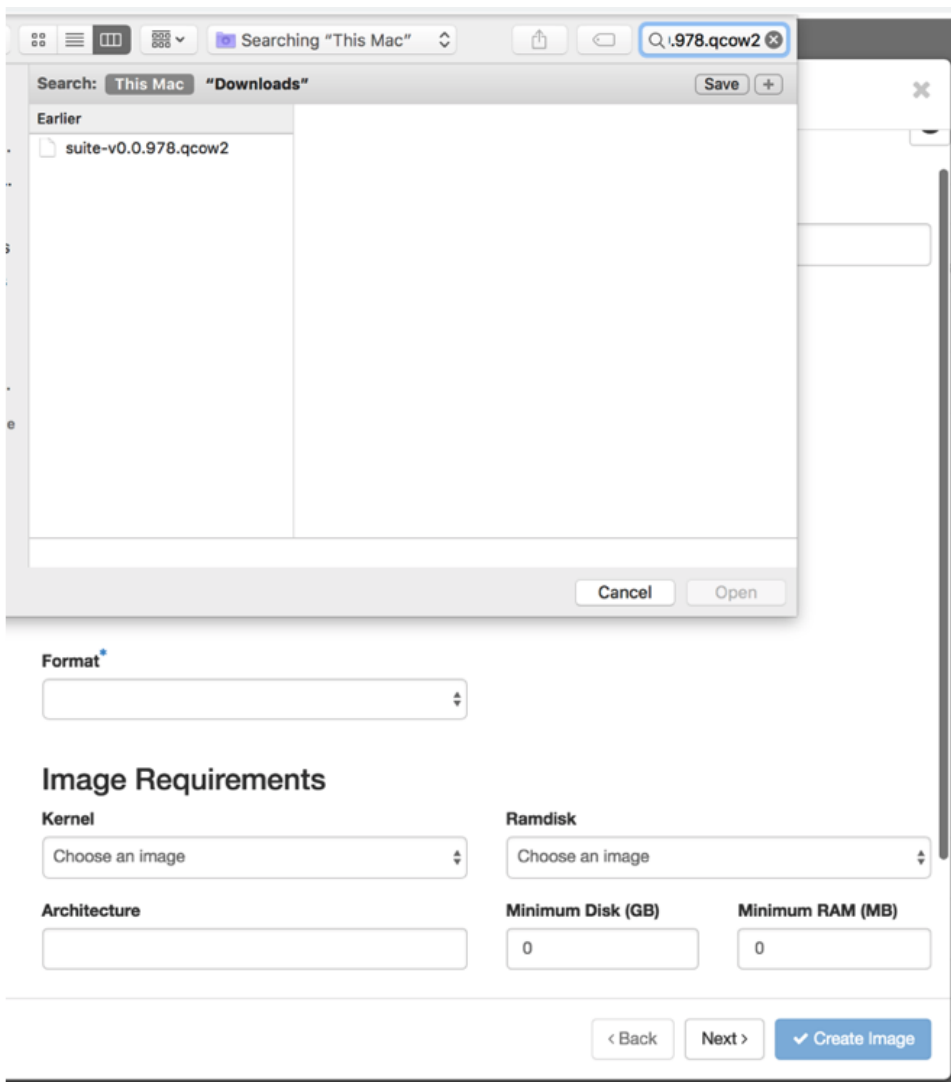 Searching "This Mac"
.978.qcow2
Search: This Mac "Downloads"
Save +
Earlier
suite-v0.0.978.qcow2
s
e
Cancel Open
Format*
Image Requirements
Kernel Ramdisk
Choose an image Choose an image
Architecture Minimum Disk (GB) Minimum RAM (MB)
0 0
< Back Next > ✓ Create Image